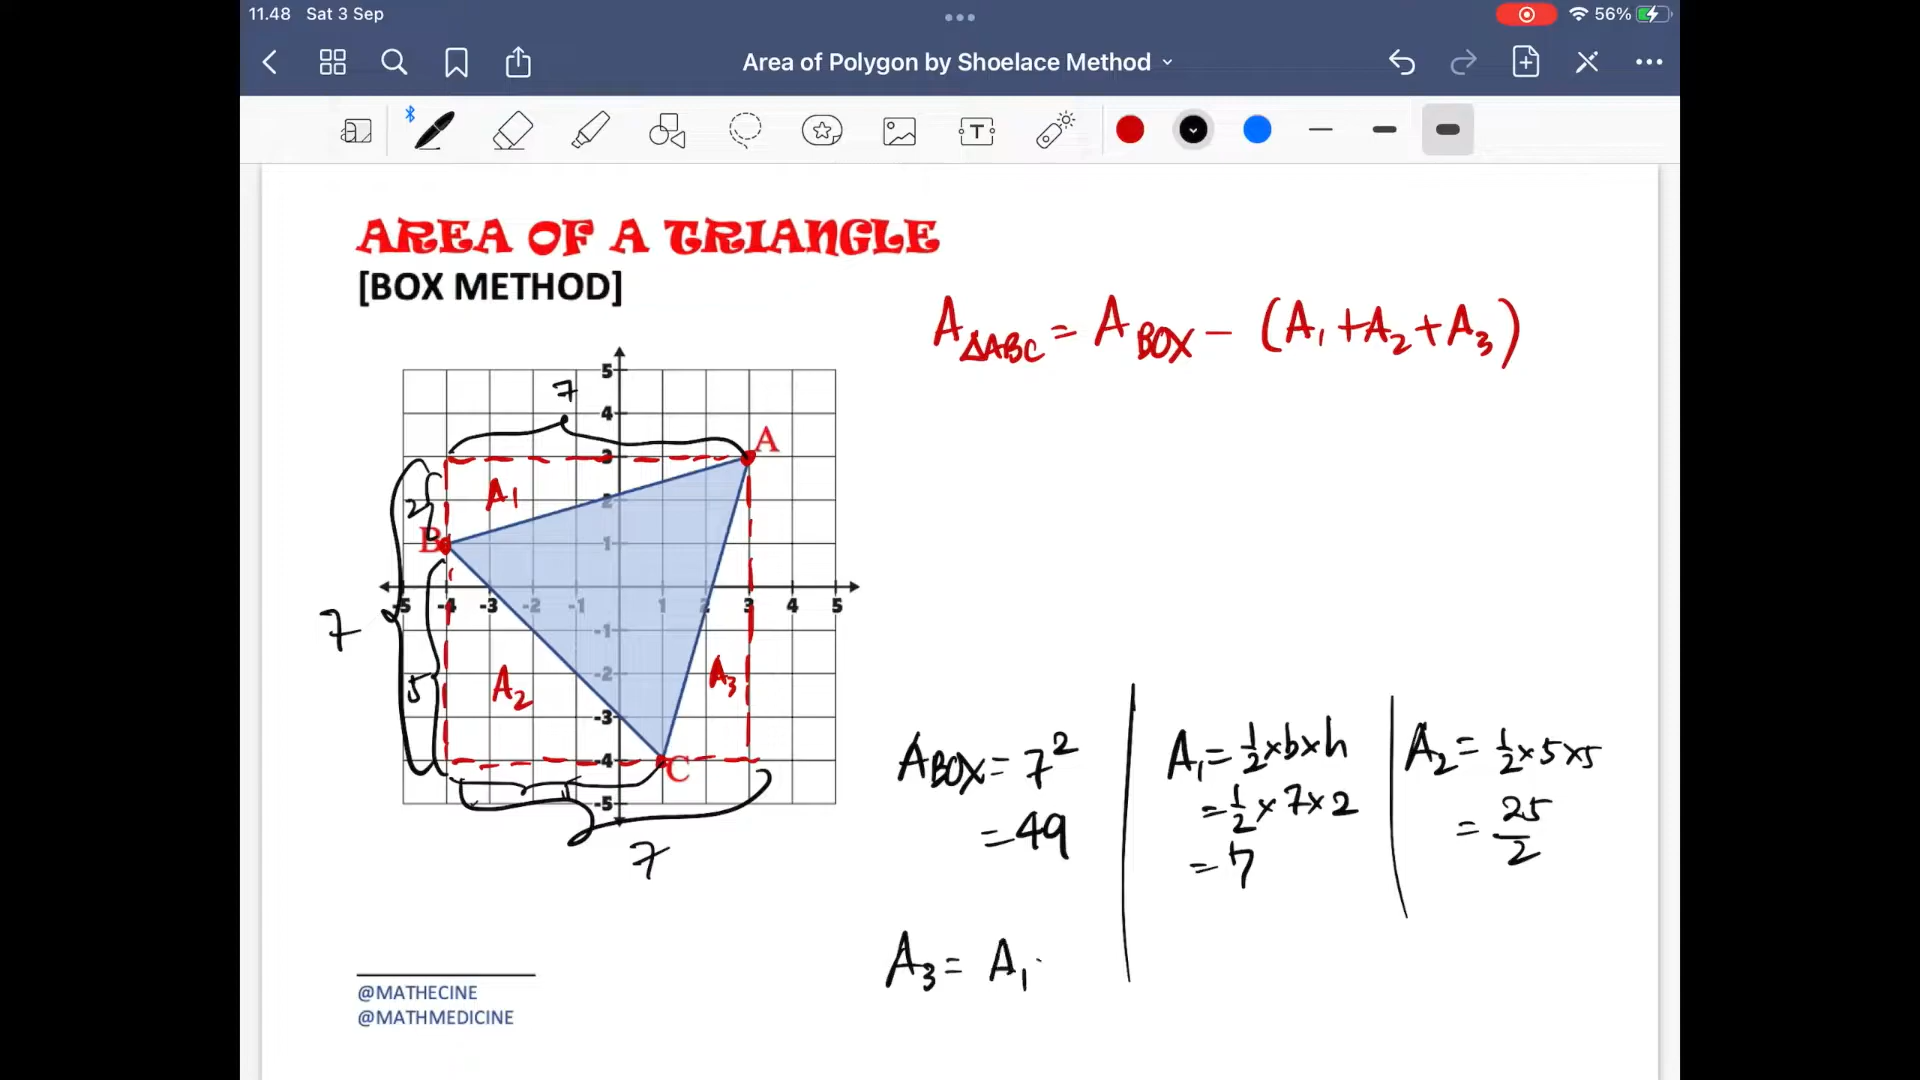 11.48 Sat 3 Sep
56%
Area of Polygon by Shoelace Method
T
AREA OF A TRIANGLE
[BOX METHOD]
A△ABC = ABOX − (A₁ + A₂ + A₃)
5
7
4
A
3
A₁
2
2
B
1
-5 -4 -3 -2 -1 1 2 3 4 5
7
-1
A₂
-2
A₃
5
-3
-4
C
-5
7
ABOX = 7²
= 49
A₁ = ½ × b × h
= ½ × 7 × 2
= 7
A₂ = ½ × 5 × 5
= 25/2
A₃ = A₁
@MATHECINE
@MATHMEDICINE